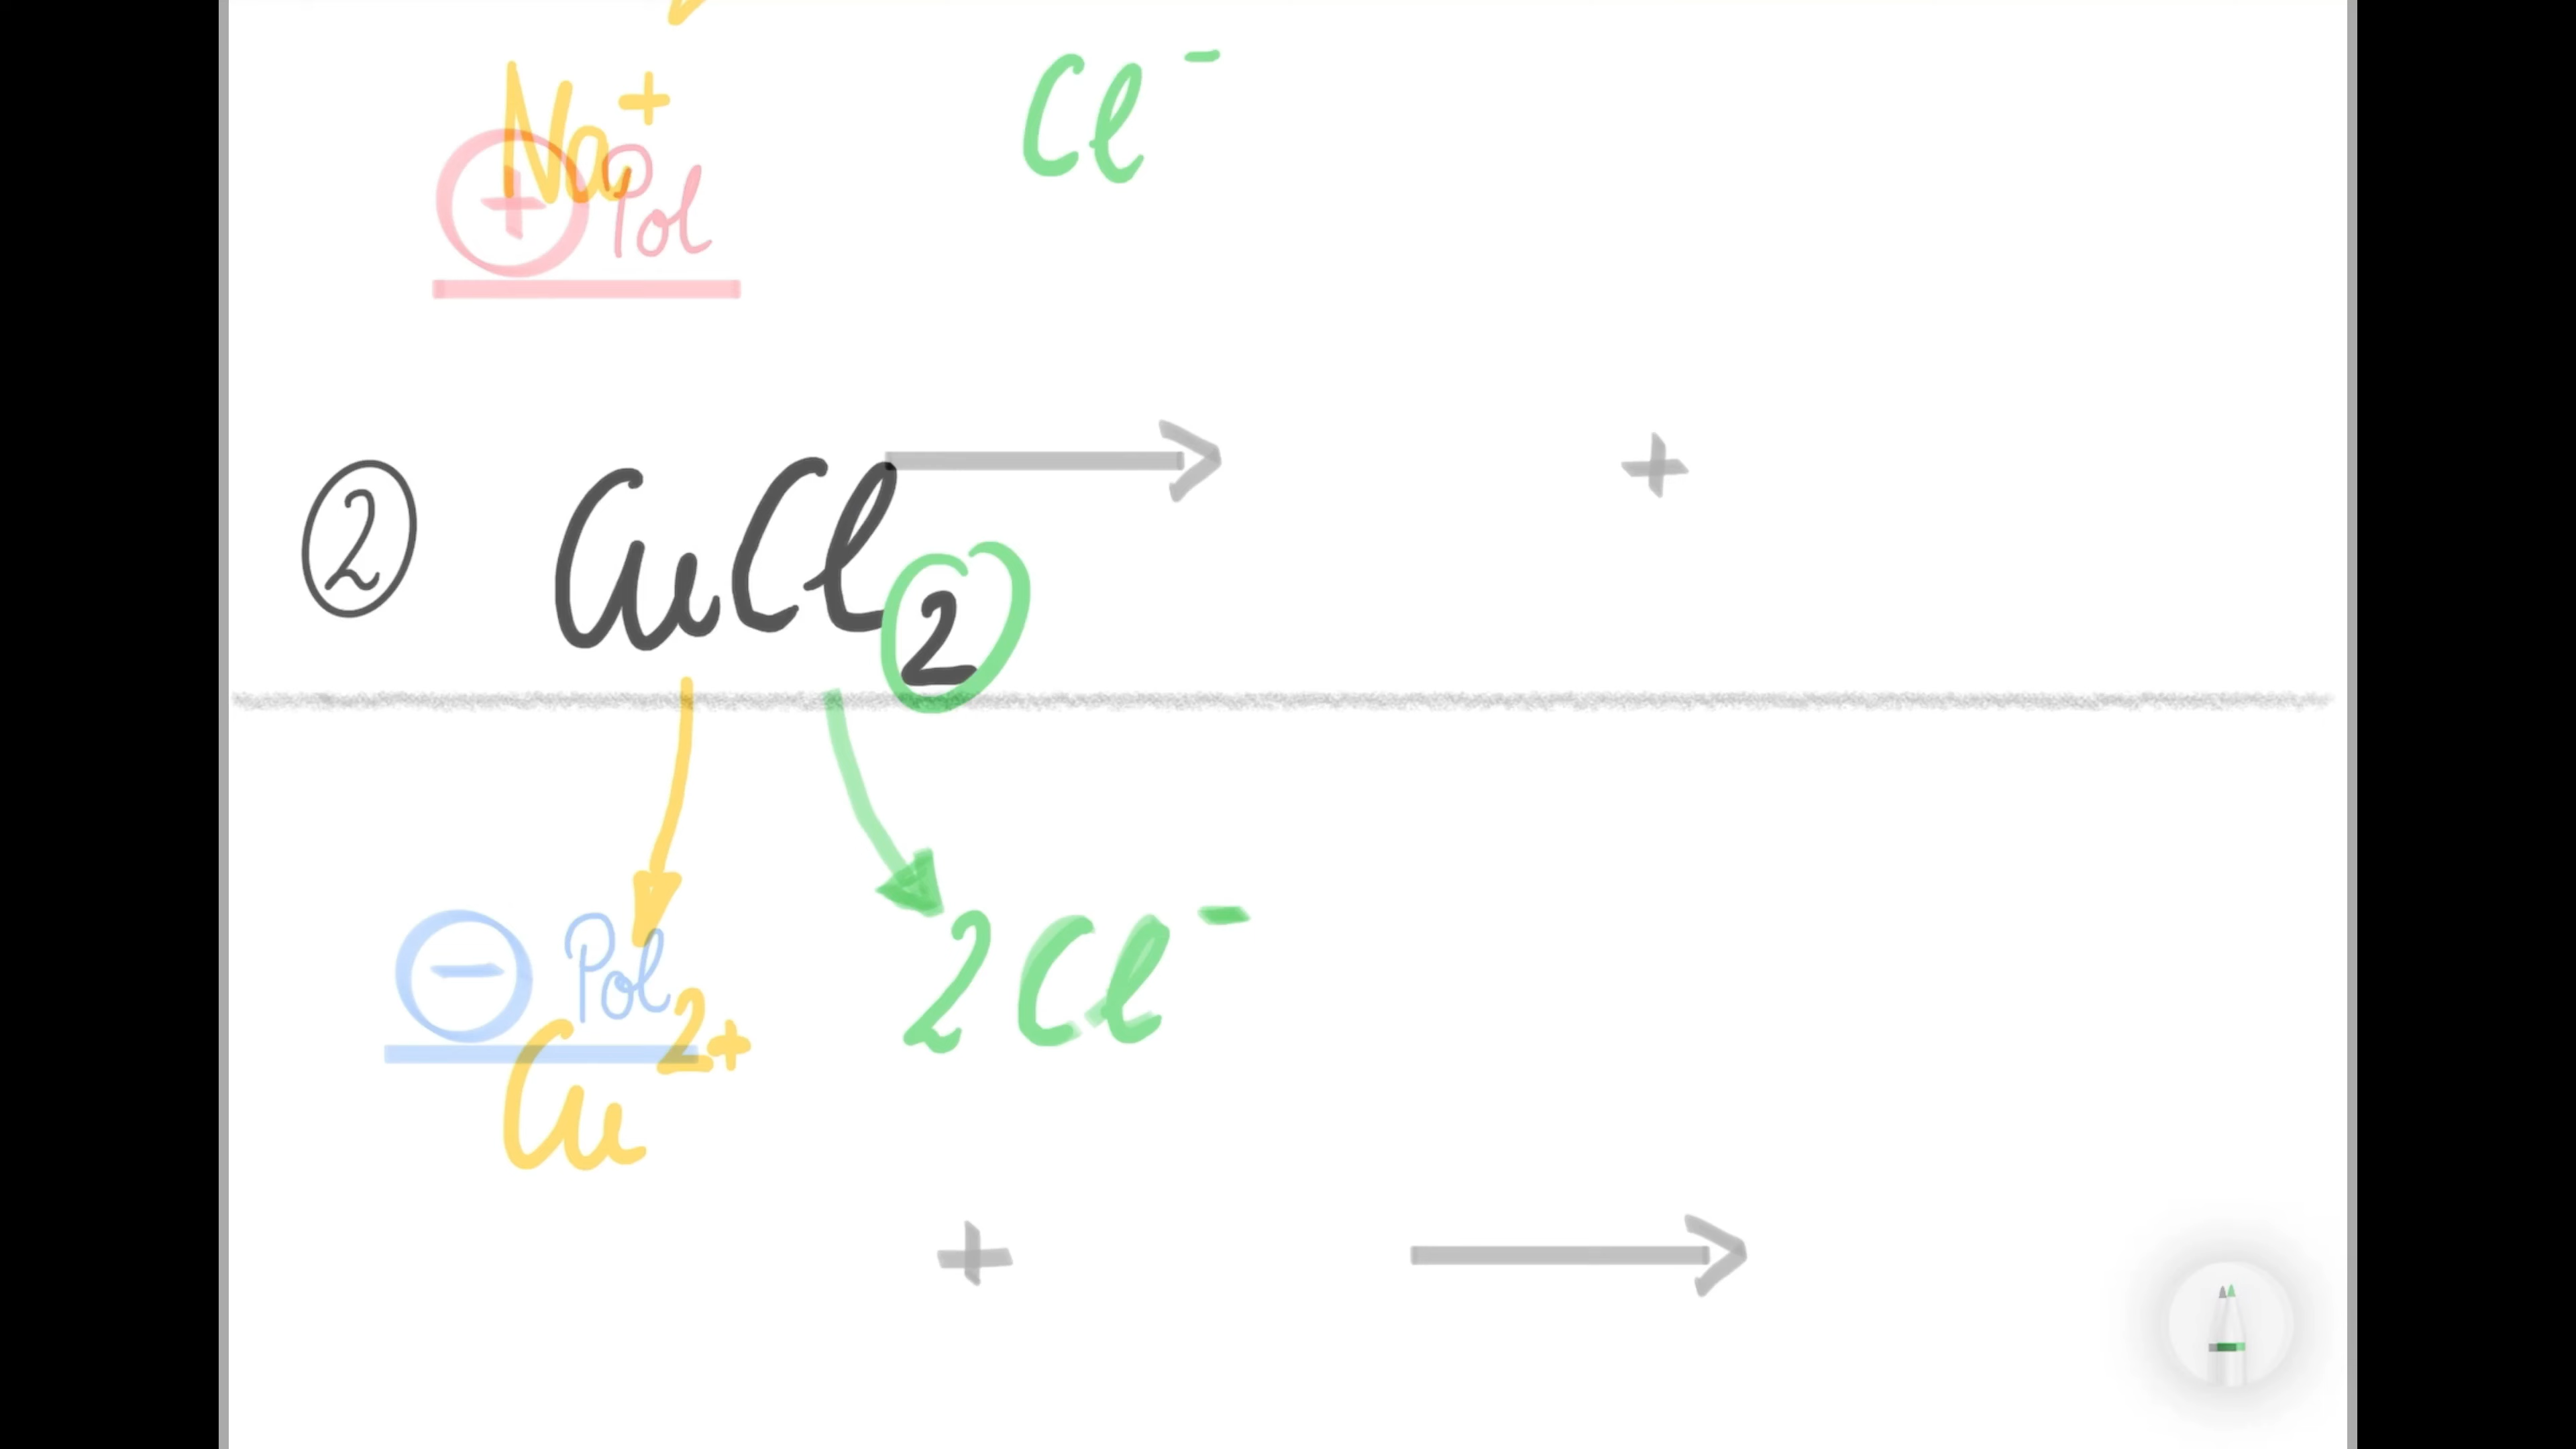 Na⁺ Cl⁻
⊕ Pol
→ +
② CuCl₂
⊖ Pol 2Cl⁻
Cu²⁺
+ →